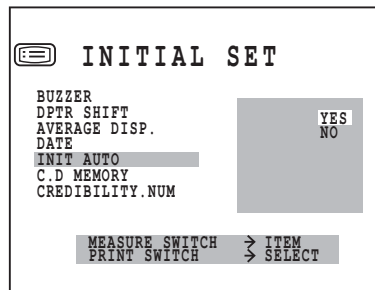 INITIAL SET
BUZZER
DPTR SHIFT
AVERAGE DISP.
DATE
INIT AUTO
C.D MEMORY
CREDIBILITY.NUM
YES
NO
MEASURE SWITCH → ITEM
PRINT SWITCH → SELECT